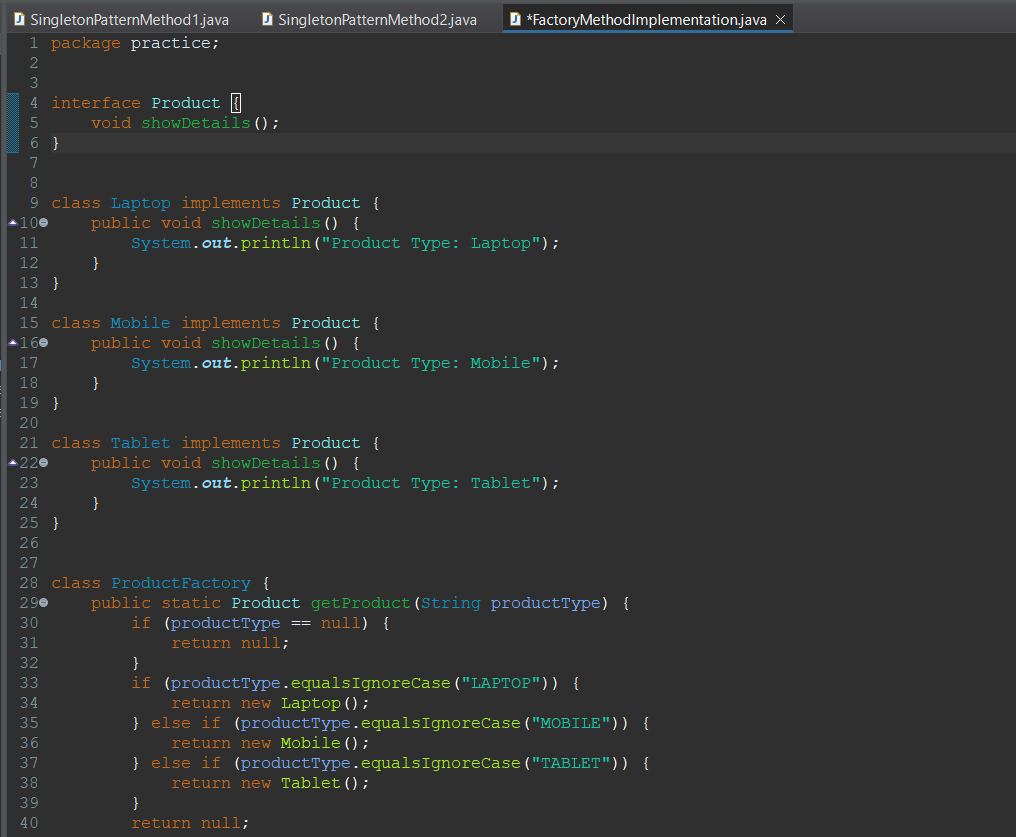 SingletonPatternMethod1.java SingletonPatternMethod2.java *FactoryMethodImplementation.java
1 package practice;
2
3
4 interface Product {
5     void showDetails();
6 }
7
8
9 class Laptop implements Product {
10     public void showDetails() {
11         System.out.println("Product Type: Laptop");
12     }
13 }
14
15 class Mobile implements Product {
16     public void showDetails() {
17         System.out.println("Product Type: Mobile");
18     }
19 }
20
21 class Tablet implements Product {
22     public void showDetails() {
23         System.out.println("Product Type: Tablet");
24     }
25 }
26
27
28 class ProductFactory {
29     public static Product getProduct(String productType) {
30         if (productType == null) {
31             return null;
32         }
33         if (productType.equalsIgnoreCase("LAPTOP")) {
34             return new Laptop();
35         } else if (productType.equalsIgnoreCase("MOBILE")) {
36             return new Mobile();
37         } else if (productType.equalsIgnoreCase("TABLET")) {
38             return new Tablet();
39         }
40         return null;